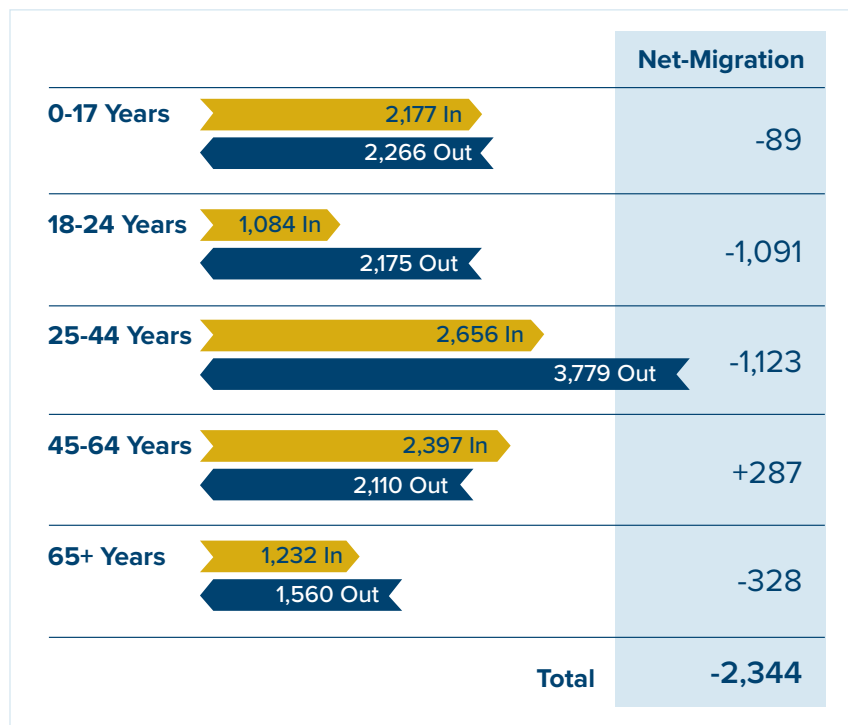 Net-Migration
0-17 Years
2,177 In
2,266 Out
-89
18-24 Years
1,084 In
2,175 Out
-1,091
25-44 Years
2,656 In
3,779 Out
-1,123
45-64 Years
2,397 In
2,110 Out
+287
65+ Years
1,232 In
1,560 Out
-328
Total
-2,344